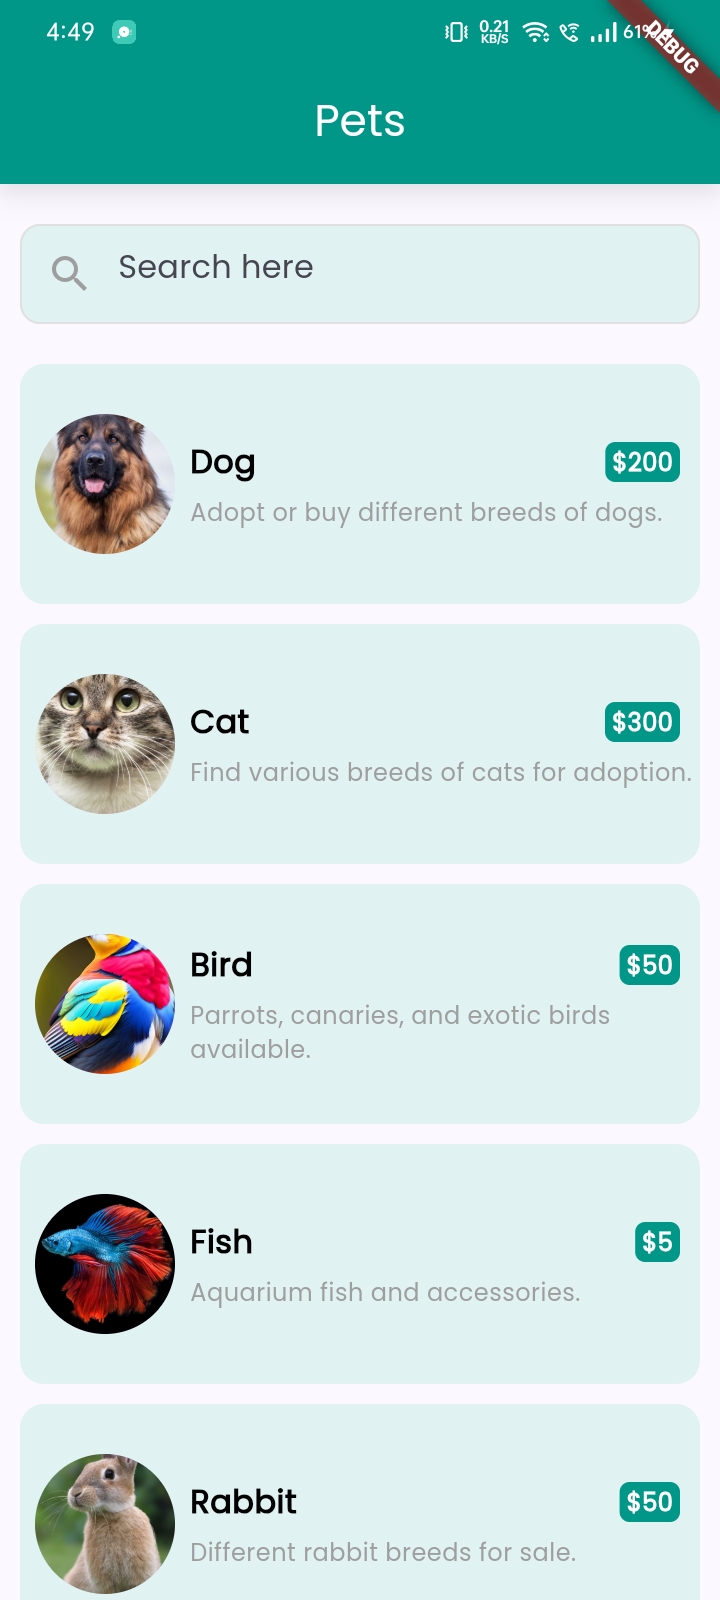 4:49
0.21
KB/S
61%
DEBUG
Pets
Search here
Dog
$200
Adopt or buy different breeds of dogs.
Cat
$300
Find various breeds of cats for adoption.
Bird
$50
Parrots, canaries, and exotic birds
available.
Fish
$5
Aquarium fish and accessories.
Rabbit
$50
Different rabbit breeds for sale.